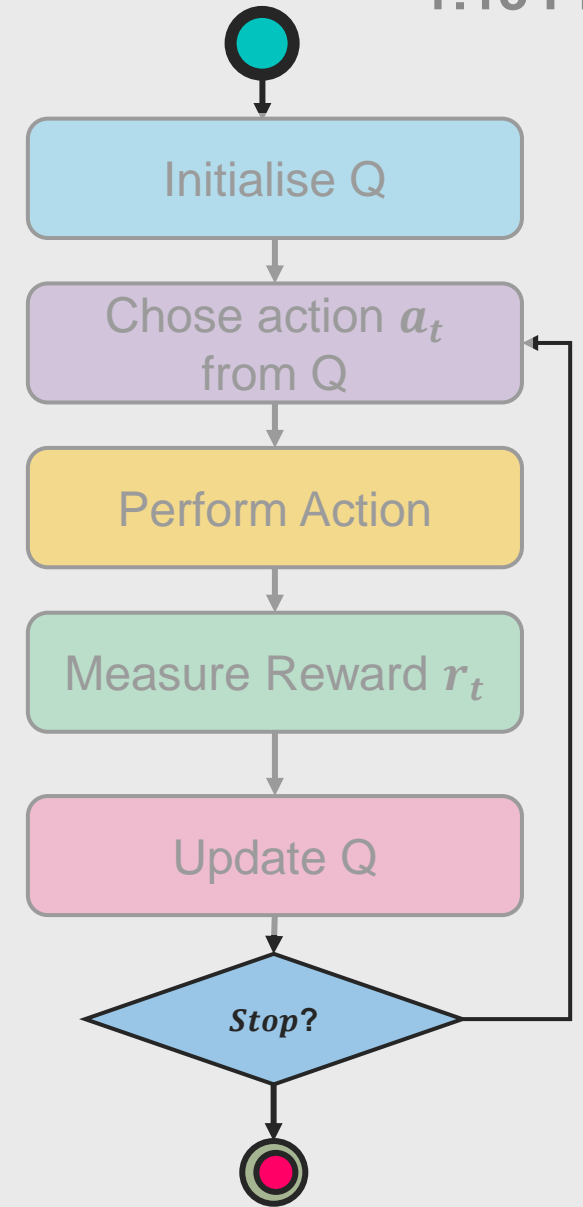 Initialise Q
Chose action a_t
from Q
Perform Action
Measure Reward r_t
Update Q
Stop?